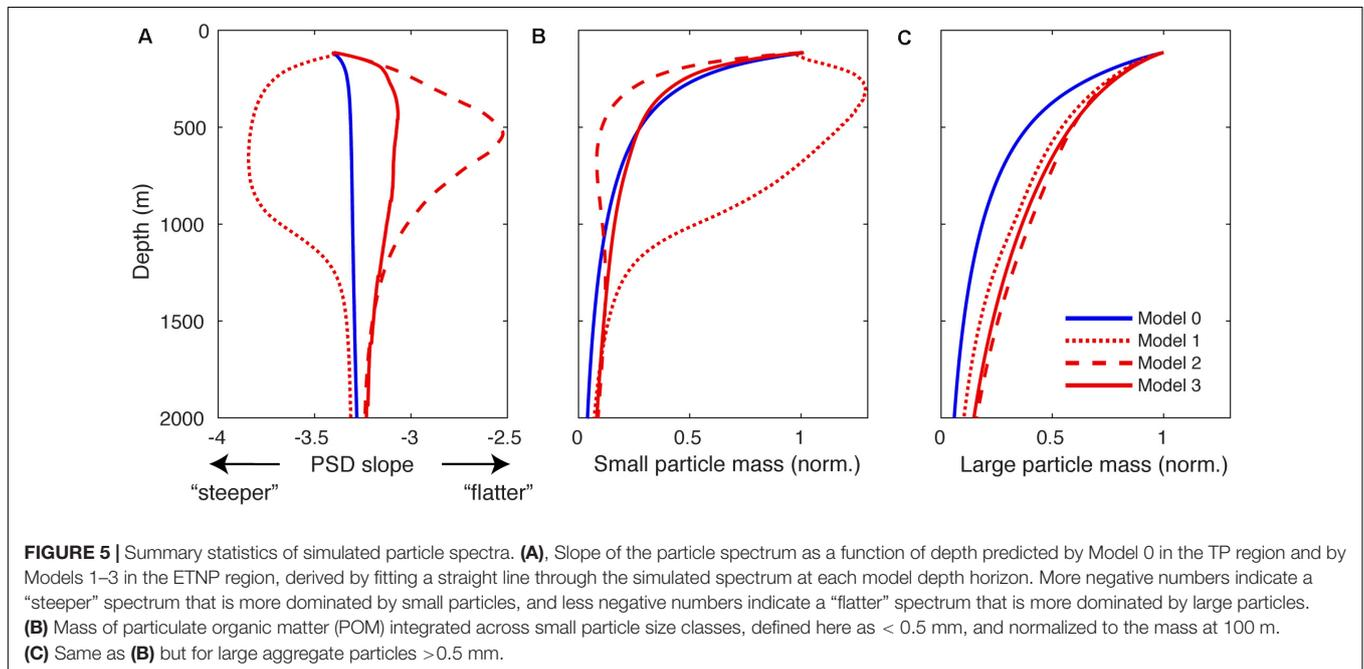 A
B
C
0
500
1000
1500
2000
Depth (m)
-4 -3.5 -3 -2.5
PSD slope
"steeper" "flatter"
0 0.5 1
Small particle mass (norm.)
0 0.5 1
Large particle mass (norm.)
Model 0
Model 1
Model 2
Model 3
FIGURE 5 | Summary statistics of simulated particle spectra. (A), Slope of the particle spectrum as a function of depth predicted by Model 0 in the TP region and by
Models 1–3 in the ETNP region, derived by fitting a straight line through the simulated spectrum at each model depth horizon. More negative numbers indicate a
“steeper” spectrum that is more dominated by small particles, and less negative numbers indicate a “flatter” spectrum that is more dominated by large particles.
(B) Mass of particulate organic matter (POM) integrated across small particle size classes, defined here as < 0.5 mm, and normalized to the mass at 100 m.
(C) Same as (B) but for large aggregate particles >0.5 mm.